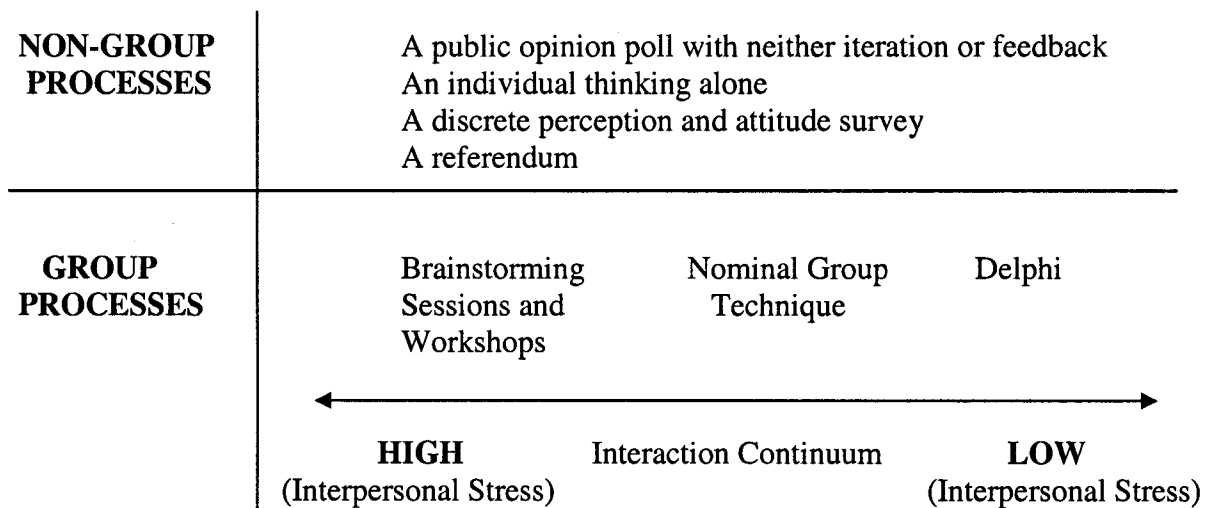 NON-GROUP
PROCESSES
A public opinion poll with neither iteration or feedback
An individual thinking alone
A discrete perception and attitude survey
A referendum
GROUP
PROCESSES
Brainstorming
Sessions and
Workshops
Nominal Group
Technique
Delphi
HIGH
(Interpersonal Stress)
Interaction Continuum
LOW
(Interpersonal Stress)